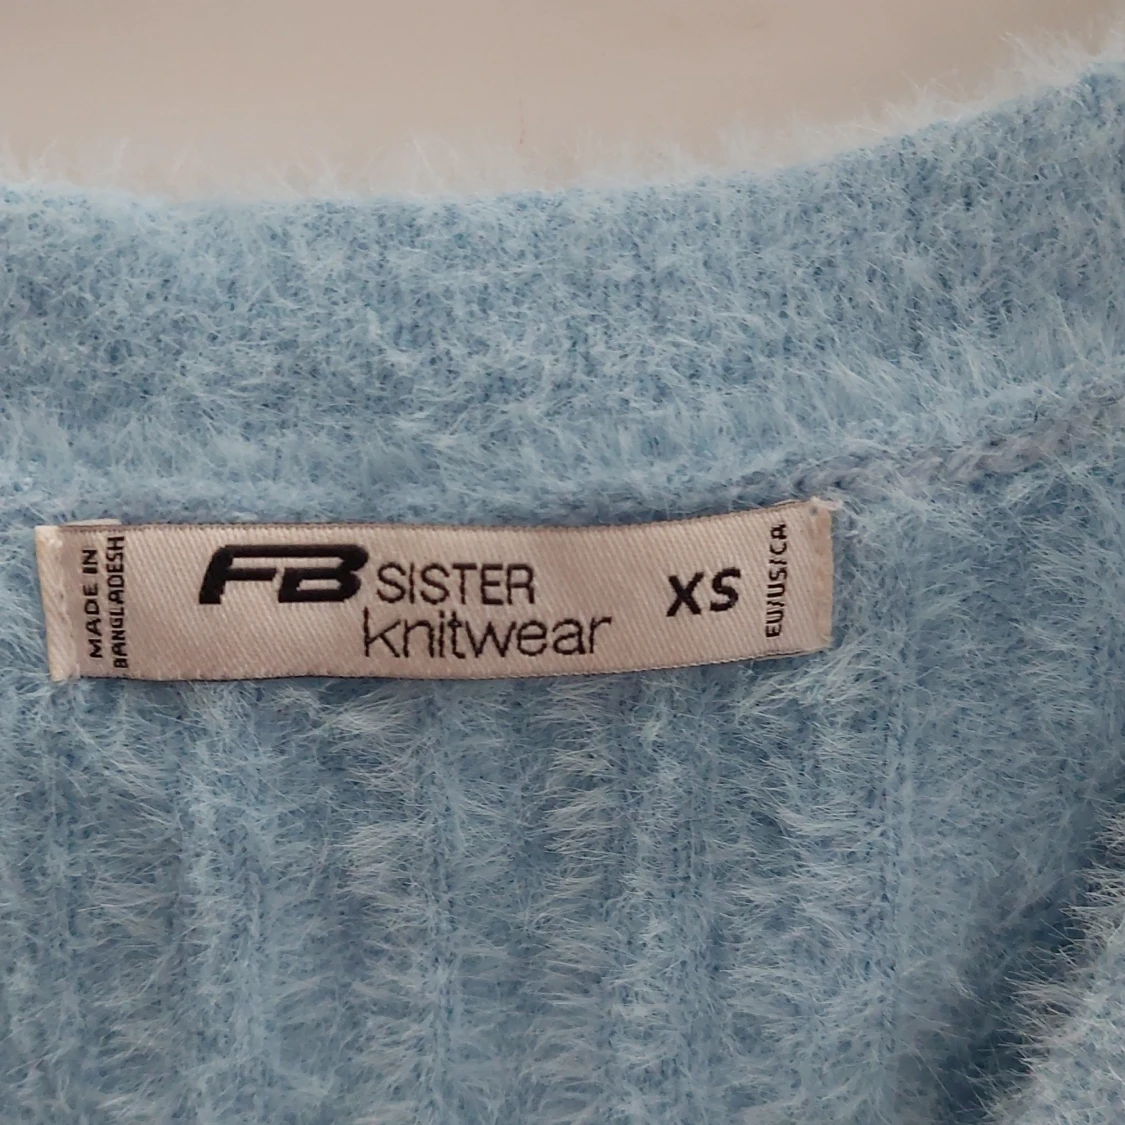 MADE IN
BANGLADESH
FB SISTER
knitwear
XS
EU/US/CA